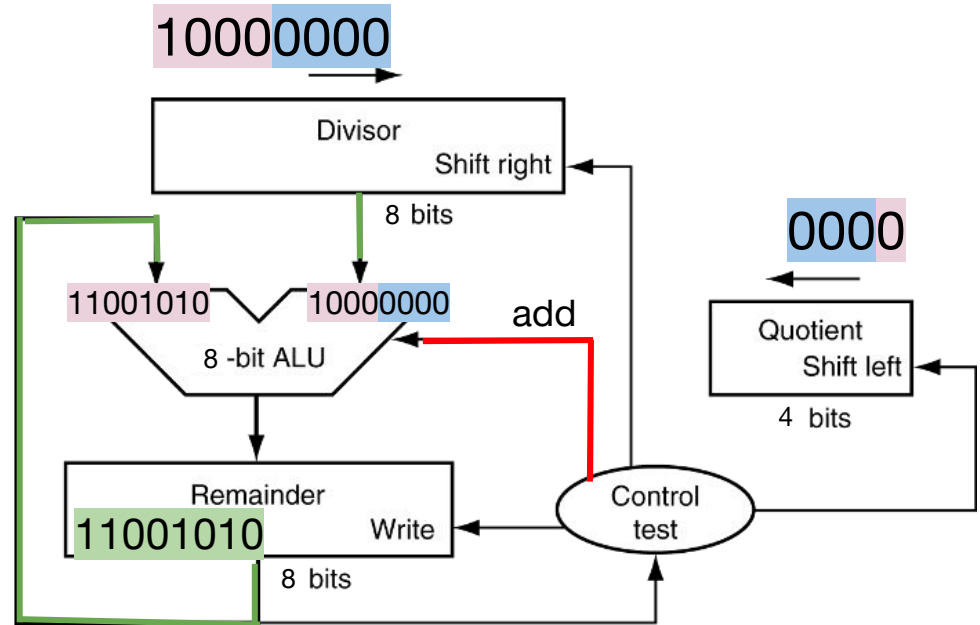 10000000
Divisor
Shift right
8 bits
0000
11001010
10000000
add
8 -bit ALU
Quotient
Shift left
4 bits
Remainder
11001010
Write
Control
test
8 bits